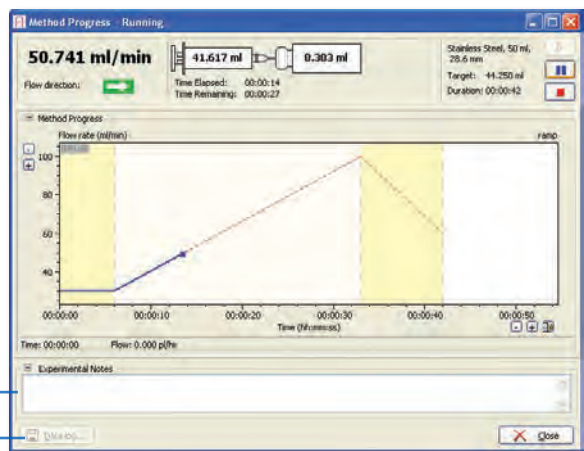 Method Progress - Running
50.741 ml/min
Flow direction:
41.617 ml
0.303 ml
Time Elapsed: 00:00:14
Time Remaining: 00:00:27
Stainless Steel, 50 ml,
28.6 mm
Target: 44.250 ml
Duration: 00:00:42
Method Progress
Flow rate (ml/min)
ramp
100
80
60
40
00:00:00
00:00:10
00:00:20
00:00:30
00:00:40
00:00:50
Time (hh:mm:ss)
Time: 00:00:00 Flow: 0.000 pl/hr
Experimental Notes
Close